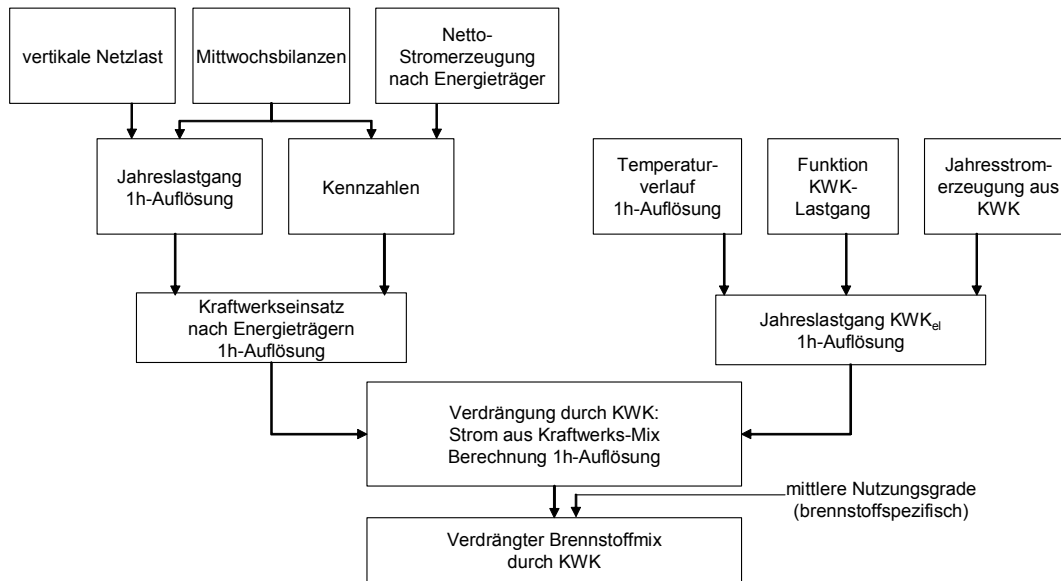 vertikale Netzlast
Mittwochsbilanzen
Netto-
Stromerzeugung
nach Energieträger
Jahreslastgang
1h-Auflösung
Kennzahlen
Temperatur-
verlauf
1h-Auflösung
Funktion
KWK-
Lastgang
Jahresstrom-
erzeugung aus
KWK
Kraftwerkseinsatz
nach Energieträgern
1h-Auflösung
Jahreslastgang KWKel
1h-Auflösung
Verdrängung durch KWK:
Strom aus Kraftwerks-Mix
Berechnung 1h-Auflösung
mittlere Nutzungsgrade
(brennstoffspezifisch)
Verdrängter Brennstoffmix
durch KWK